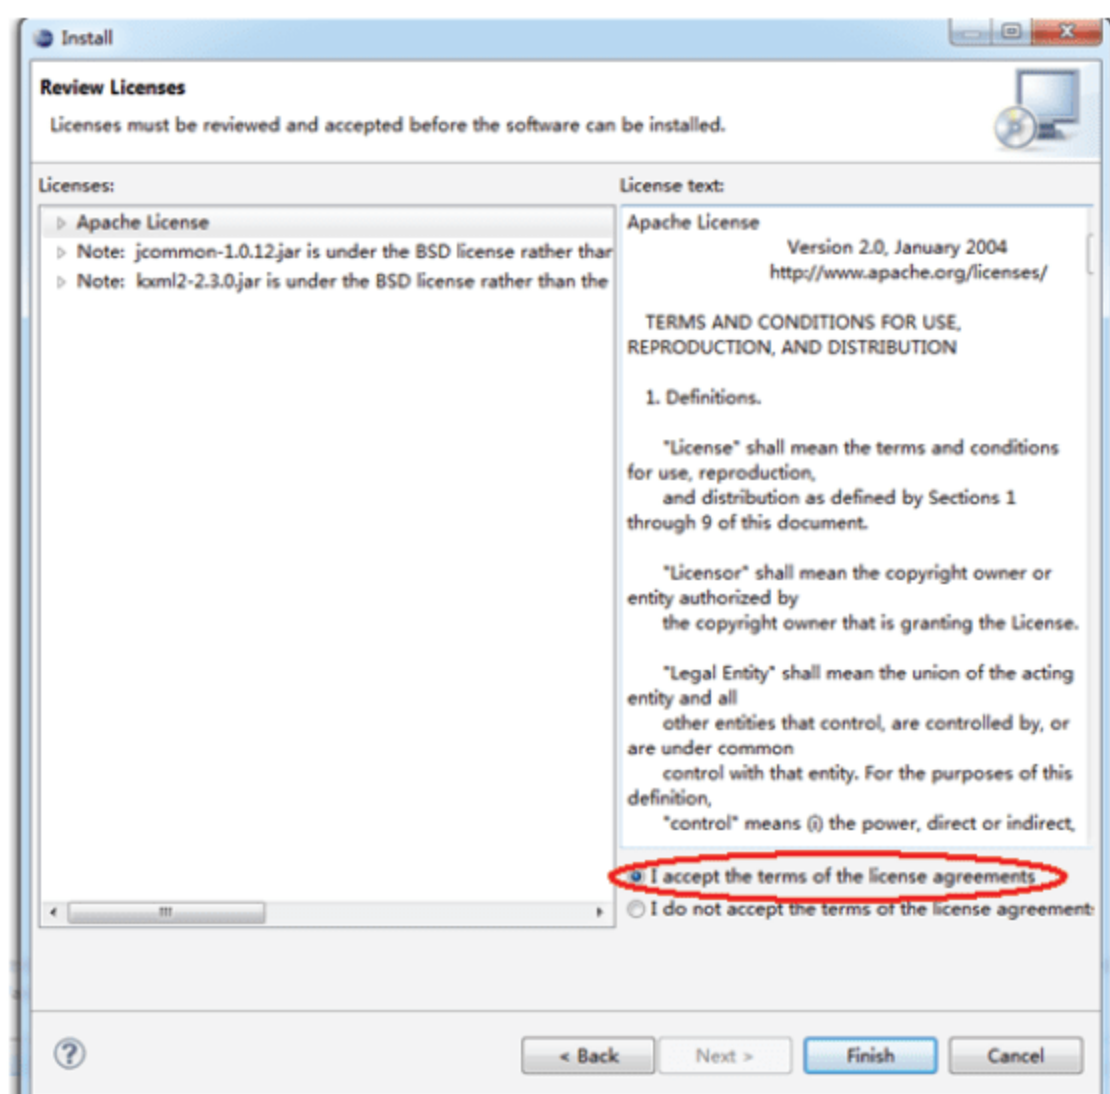 Install
Review Licenses
Licenses must be reviewed and accepted before the software can be installed.
Licenses:
Apache License
Note: jcommon-1.0.12.jar is under the BSD license rather than
Note: kxml2-2.3.0.jar is under the BSD license rather than the
License text:
Apache License
Version 2.0, January 2004
http://www.apache.org/licenses/
TERMS AND CONDITIONS FOR USE,
REPRODUCTION, AND DISTRIBUTION
1. Definitions.
"License" shall mean the terms and conditions
for use, reproduction,
and distribution as defined by Sections 1
through 9 of this document.
"Licensor" shall mean the copyright owner or
entity authorized by
the copyright owner that is granting the License.
"Legal Entity" shall mean the union of the acting
entity and all
other entities that control, are controlled by, or
are under common
control with that entity. For the purposes of this
definition,
"control" means (i) the power, direct or indirect,
I accept the terms of the license agreements
I do not accept the terms of the license agreements
< Back
Next >
Finish
Cancel